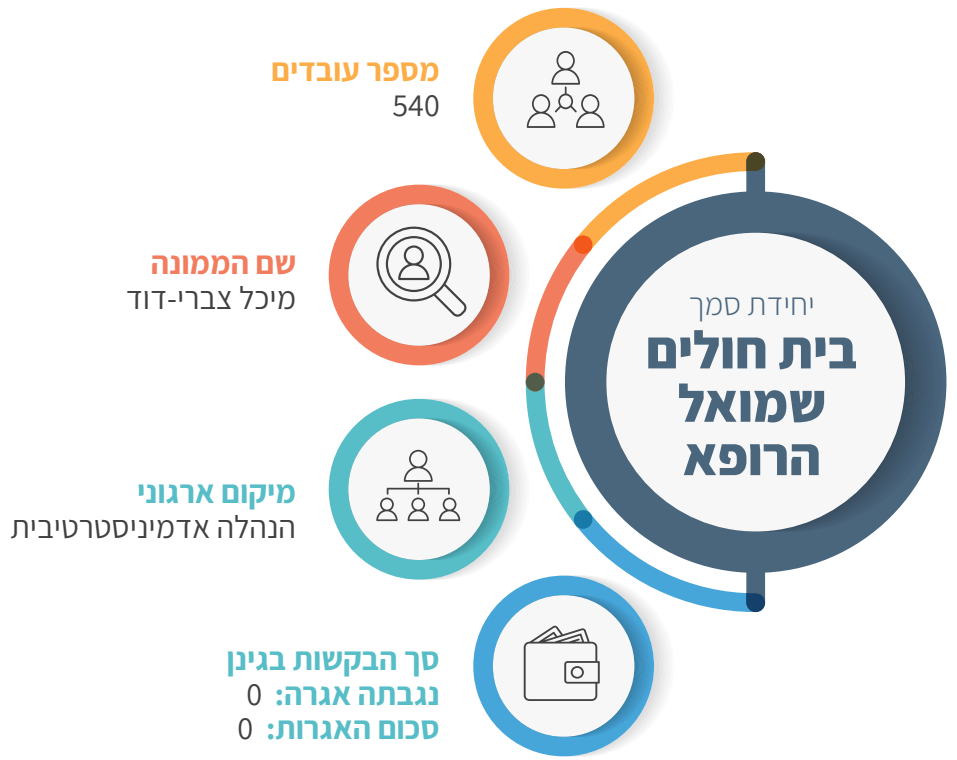 יחידת סמך
בית חולים
שמואל
הרופא
מספר עובדים
540
שם הממונה
מיכל צברי-דוד
מיקום ארגוני
הנהלה אדמיניסטרטיבית
סך הבקשות בגינן
נגבתה אגרה: 0
סכום האגרות: 0